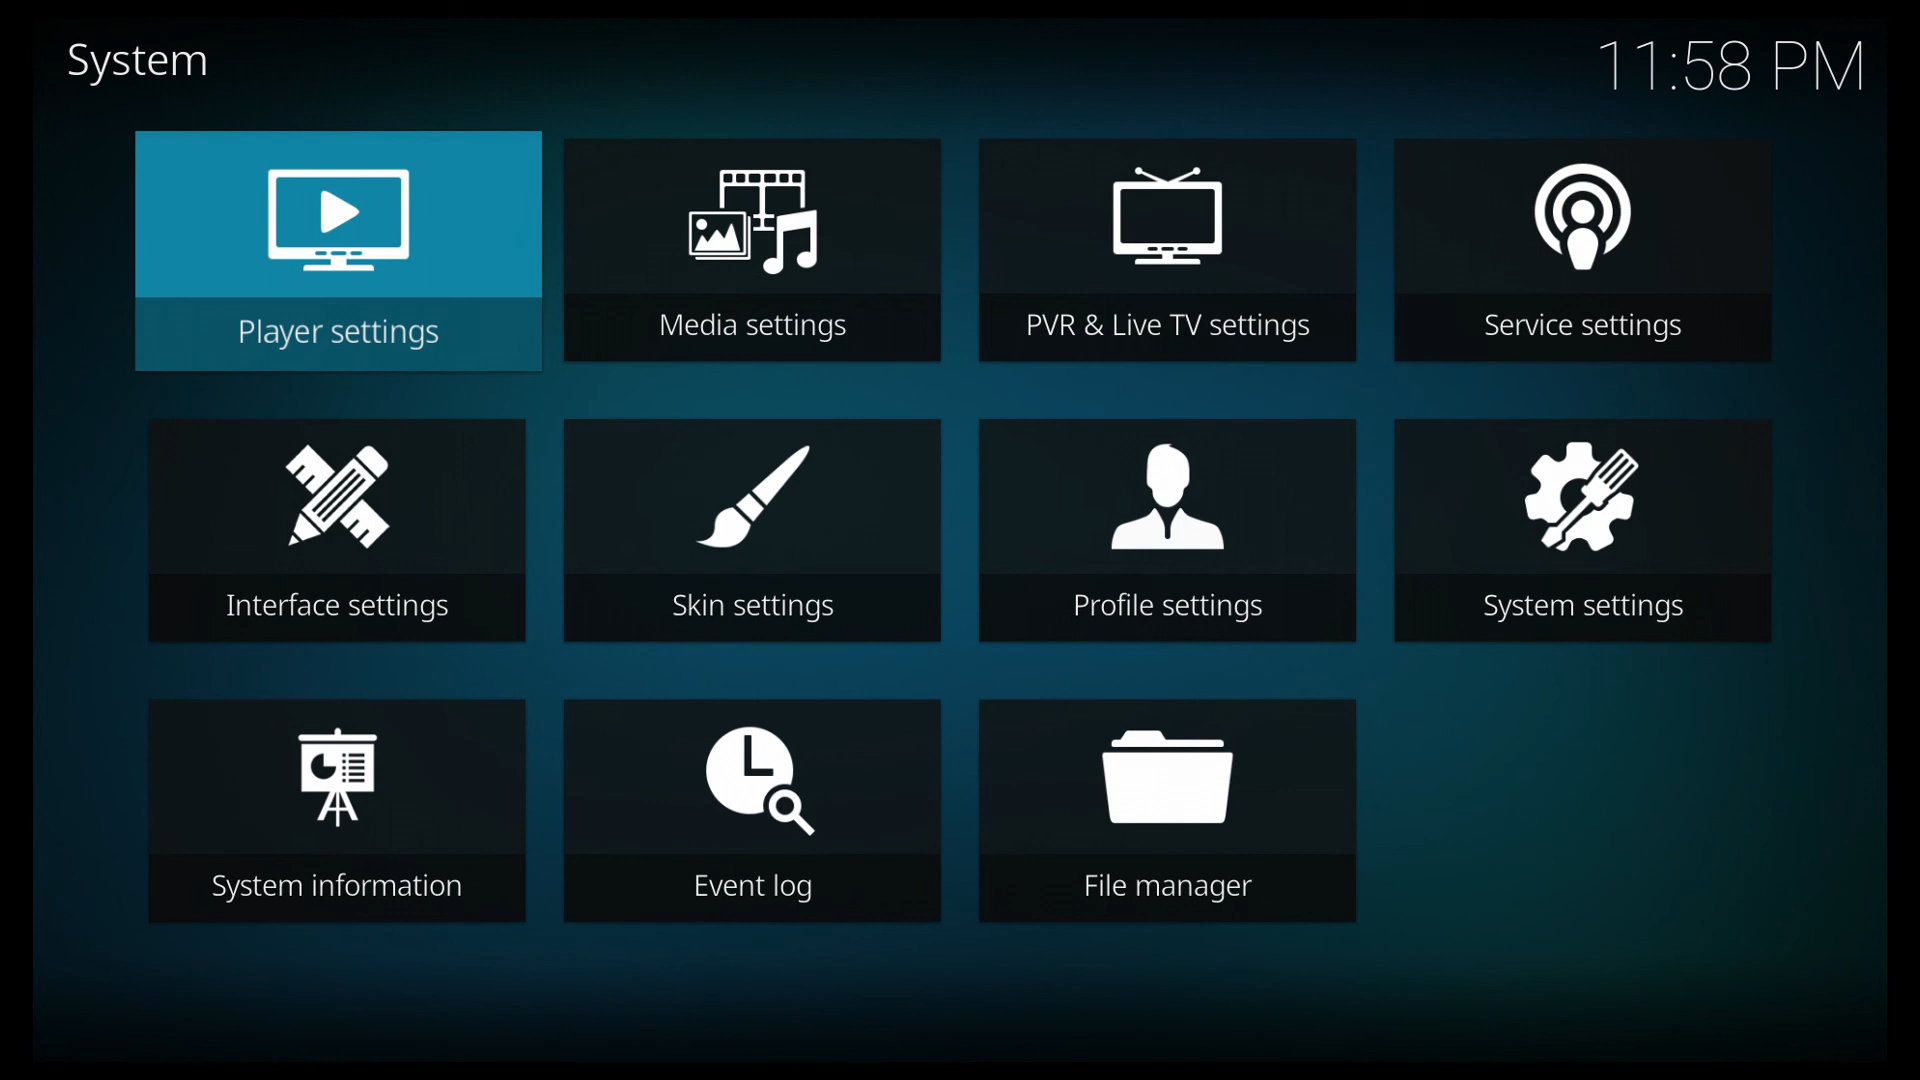 System
11:58 PM
Player settings
Media settings
PVR & Live TV settings
Service settings
Interface settings
Skin settings
Profile settings
System settings
System information
Event log
File manager